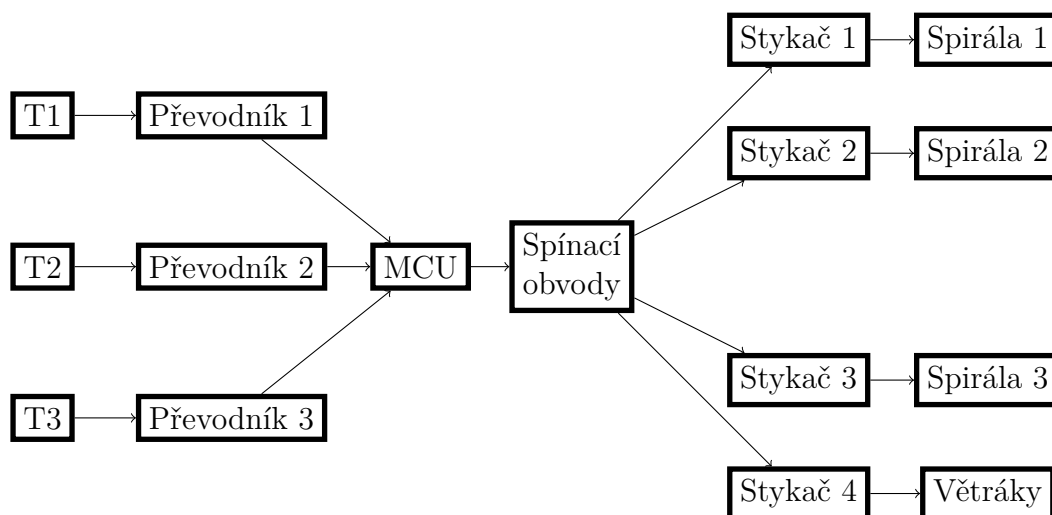 Stykač 1
Spirála 1
T1
Převodník 1
Stykač 2
Spirála 2
T2
Převodník 2
MCU
Spínací
obvody
Stykač 3
Spirála 3
T3
Převodník 3
Stykač 4
Větráky